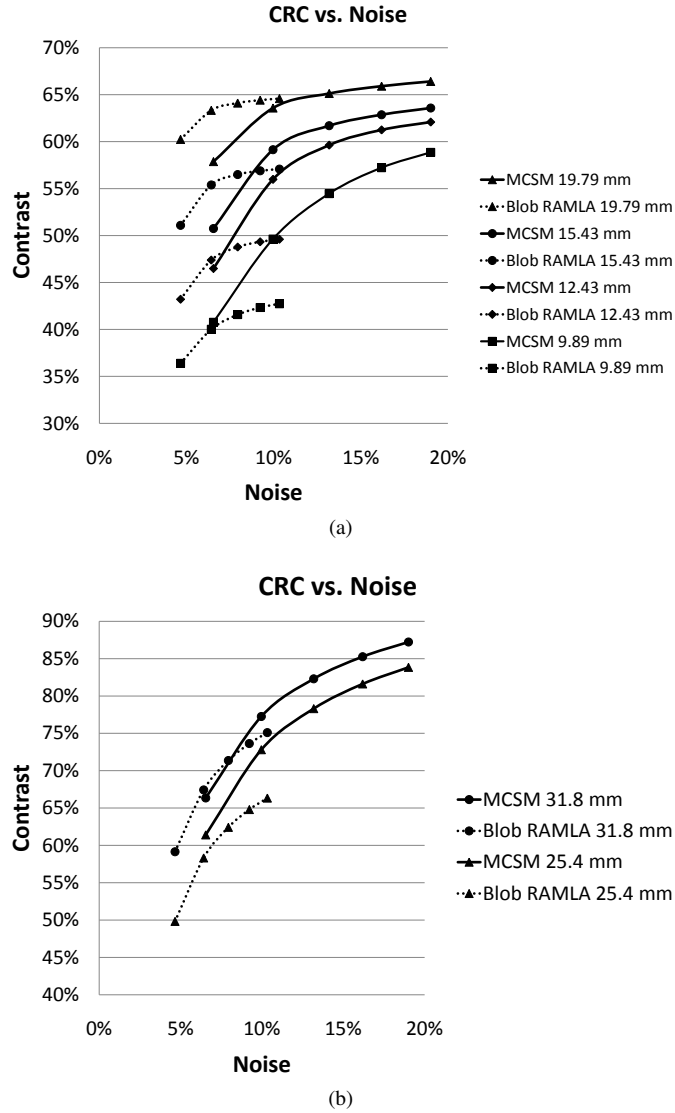 CRC vs. Noise
70%
65%
60%
55%
50%
45%
40%
35%
30%
Contrast
0% 5% 10% 15% 20%
Noise
MCSM 19.79 mm
Blob RAMLA 19.79 mm
MCSM 15.43 mm
Blob RAMLA 15.43 mm
MCSM 12.43 mm
Blob RAMLA 12.43 mm
MCSM 9.89 mm
Blob RAMLA 9.89 mm
(a)
CRC vs. Noise
90%
85%
80%
75%
70%
65%
60%
55%
50%
45%
40%
Contrast
0% 5% 10% 15% 20%
Noise
MCSM 31.8 mm
Blob RAMLA 31.8 mm
MCSM 25.4 mm
Blob RAMLA 25.4 mm
(b)